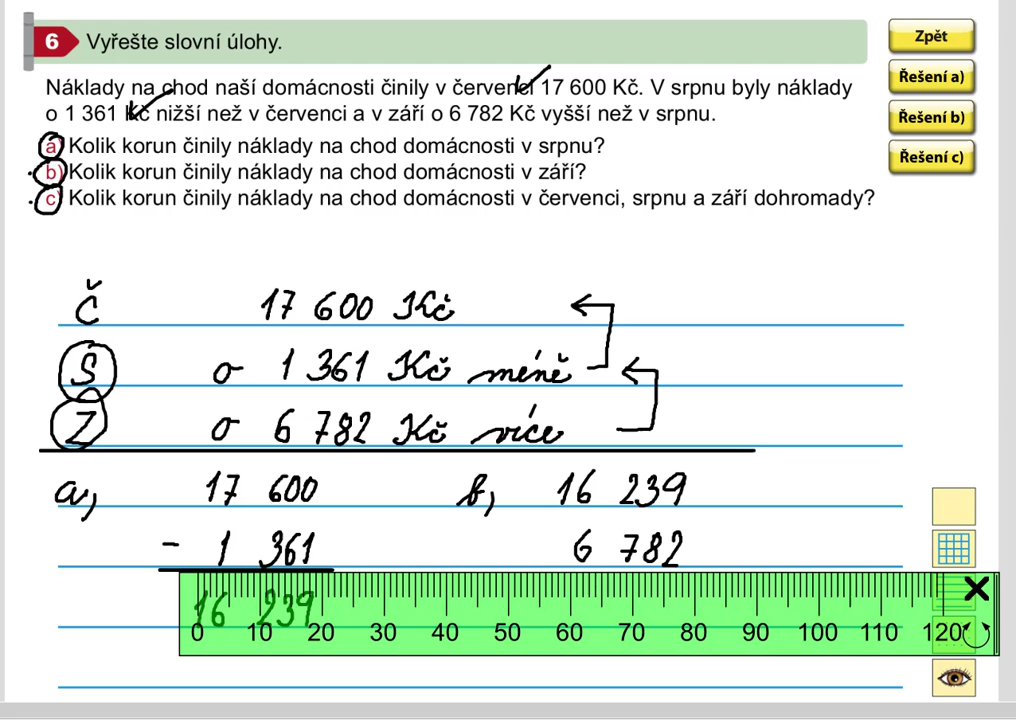 6 Vyřešte slovní úlohy.
Zpět
Řešení a)
Řešení b)
Řešení c)
Náklady na chod naší domácnosti činily v červenci 17 600 Kč. V srpnu byly náklady
o 1 361 Kč nižší než v červenci a v září o 6 782 Kč vyšší než v srpnu.
a) Kolik korun činily náklady na chod domácnosti v srpnu?
b) Kolik korun činily náklady na chod domácnosti v září?
c) Kolik korun činily náklady na chod domácnosti v červenci, srpnu a září dohromady?
Č 17 600 Kč
S o 1 361 Kč méně
Z o 6 782 Kč více
a, 17 600 b, 16 239
- 1 361 6 782
16 239
0 10 20 30 40 50 60 70 80 90 100 110 120